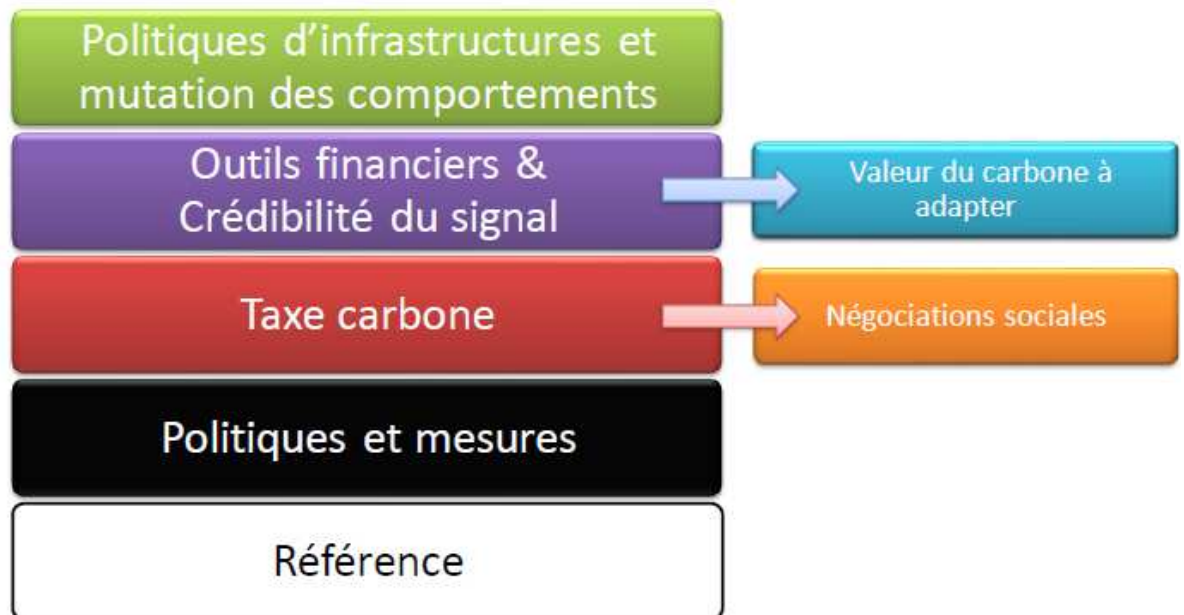 Politiques d’infrastructures et
mutation des comportements
Outils financiers &
Crédibilité du signal
Valeur du carbone à
adapter
Taxe carbone
Négociations sociales
Politiques et mesures
Référence